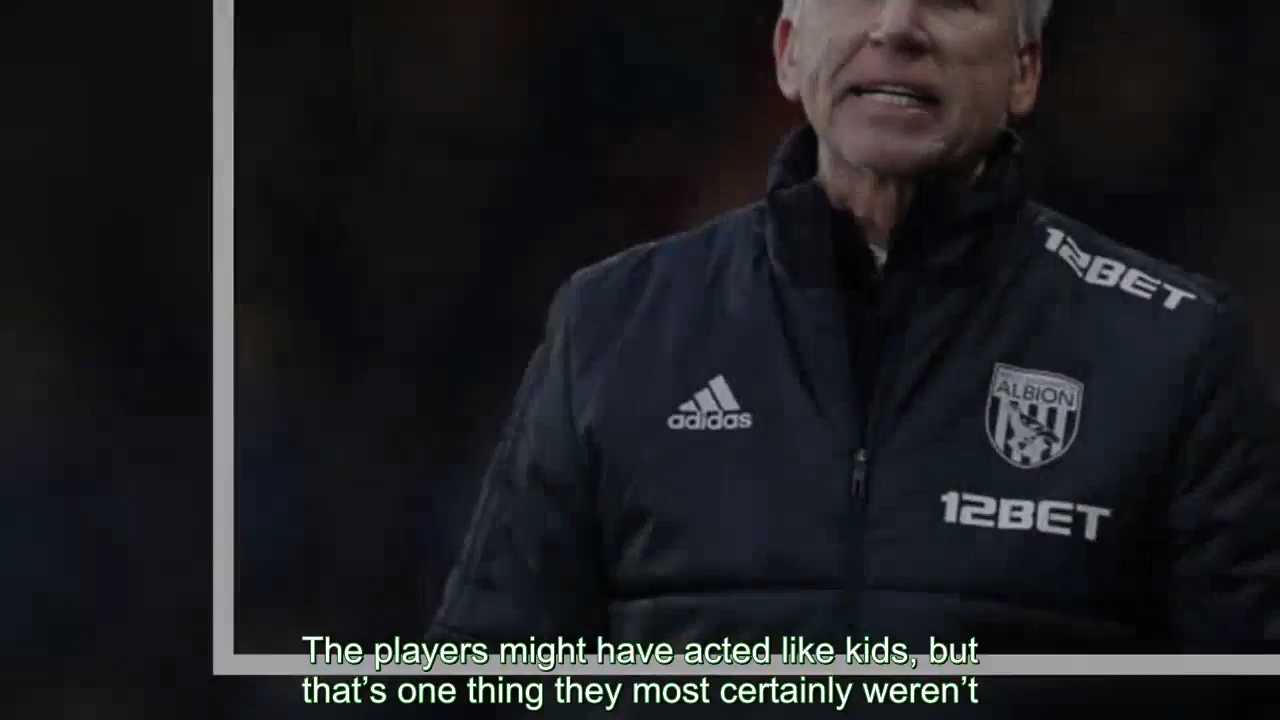 12BET
adidas
ALBION
12BET
The players might have acted like kids, but
that’s one thing they most certainly weren’t